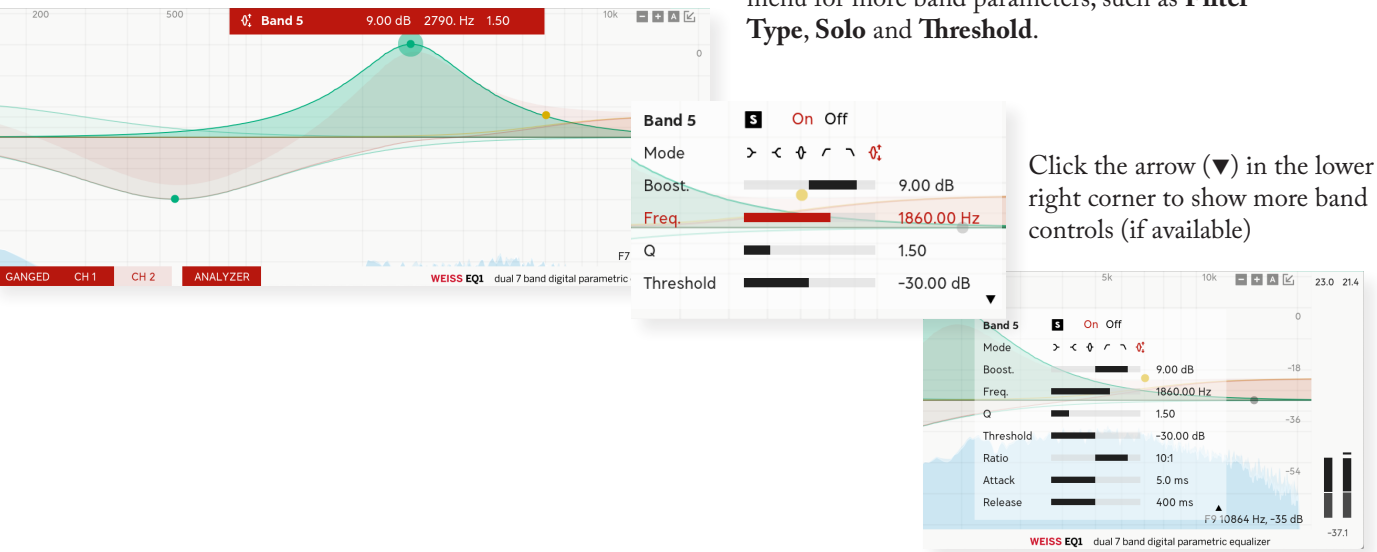 menu for more band parameters, such as Filter
Type, Solo and Threshold.
200 500 10k
Band 5 9.00 dB 2790. Hz 1.50
A
0
F7
GANGED CH 1 CH 2 ANALYZER
WEISS EQ1 dual 7 band digital parametric
Band 5 S On Off
Mode
Boost. 9.00 dB
Freq. 1860.00 Hz
Q 1.50
Threshold -30.00 dB
▼
Click the arrow (▼) in the lower
right corner to show more band
controls (if available)
5k 10k A 23.0 21.4
0
-18
-36
-54
-37.1
Band 5 S On Off
Mode
Boost. 9.00 dB
Freq. 1860.00 Hz
Q 1.50
Threshold -30.00 dB
Ratio 10:1
Attack 5.0 ms
Release 400 ms
▲
F9 10864 Hz, -35 dB
WEISS EQ1 dual 7 band digital parametric equalizer